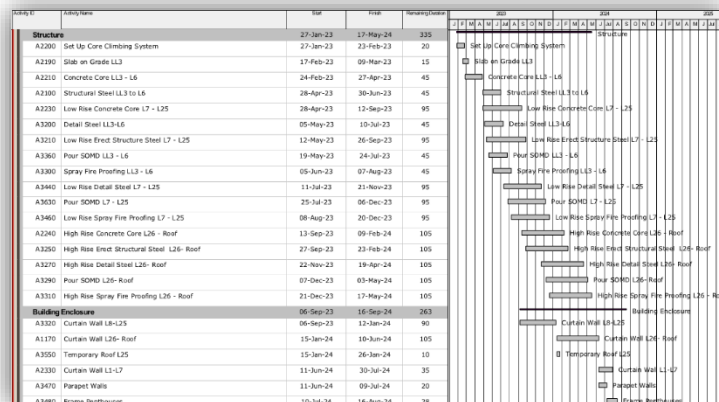 Activity ID Activity Name Start Finish Remaining Duration 2023 2024 2025
J F M A M J J A S O N D J F M A M J J A S O N D J F M A M J Jul
Structure 27-Jan-23 17-May-24 335 Structure
A2200 Set Up Core Climbing System 27-Jan-23 23-Feb-23 20 Set Up Core Climbing System
A2190 Slab on Grade LL3 17-Feb-23 09-Mar-23 15 Slab on Grade LL3
A2210 Concrete Core LL3 - L6 24-Feb-23 27-Apr-23 45 Concrete Core LL3 - L6
A2100 Structural Steel LL3 to L6 28-Apr-23 30-Jun-23 45 Structural Steel LL3 to L6
A2230 Low Rise Concrete Core L7 - L25 28-Apr-23 12-Sep-23 95 Low Rise Concrete Core L7 - L25
A3200 Detail Steel LL3-L6 05-May-23 10-Jul-23 45 Detail Steel LL3-L6
A3210 Low Rise Erect Structure Steel L7 - L25 12-May-23 26-Sep-23 95 Low Rise Erect Structure Steel L7 - L25
A3360 Pour SOMD LL3 - L6 19-May-23 24-Jul-23 45 Pour SOMD LL3 - L6
A3300 Spray Fire Proofing LL3 - L6 05-Jun-23 07-Aug-23 45 Spray Fire Proofing LL3 - L6
A3440 Low Rise Detail Steel L7 - L25 11-Jul-23 21-Nov-23 95 Low Rise Detail Steel L7 - L25
A3630 Pour SOMD L7 - L25 25-Jul-23 06-Dec-23 95 Pour SOMD L7 - L25
A3460 Low Rise Spray Fire Proofing L7 - L25 08-Aug-23 20-Dec-23 95 Low Rise Spray Fire Proofing L7 - L25
A2240 High Rise Concrete Core L26 - Roof 13-Sep-23 09-Feb-24 105 High Rise Concrete Core L26 - Roof
A3250 High Rise Erect Structural Steel L26- Roof 27-Sep-23 23-Feb-24 105 High Rise Erect Structural Steel L26- Roof
A3270 High Rise Detail Steel L26- Roof 22-Nov-23 19-Apr-24 105 High Rise Detail Steel L26- Roof
A3290 Pour SOMD L26- Roof 07-Dec-23 03-May-24 105 Pour SOMD L26- Roof
A3310 High Rise Spray Fire Proofing L26 - Roof 21-Dec-23 17-May-24 105 High Rise Spray Fire Proofing L26 - Ro
Building Enclosure 06-Sep-23 16-Sep-24 263 Building Enclosure
A3320 Curtain Wall L8-L25 06-Sep-23 12-Jan-24 90 Curtain Wall L8-L25
A1170 Curtain Wall L26- Roof 15-Jan-24 10-Jun-24 105 Curtain Wall L26- Roof
A3550 Temporary Roof L25 15-Jan-24 26-Jan-24 10 Temporary Roof L25
A2330 Curtain Wall L1-L7 11-Jun-24 30-Jul-24 35 Curtain Wall L1-L7
A3470 Parapet Walls 11-Jun-24 09-Jul-24 20 Parapet Walls
A3480 Frame Penthouses 10-Jul-24 16-Aug-24 28 Frame Penthouses